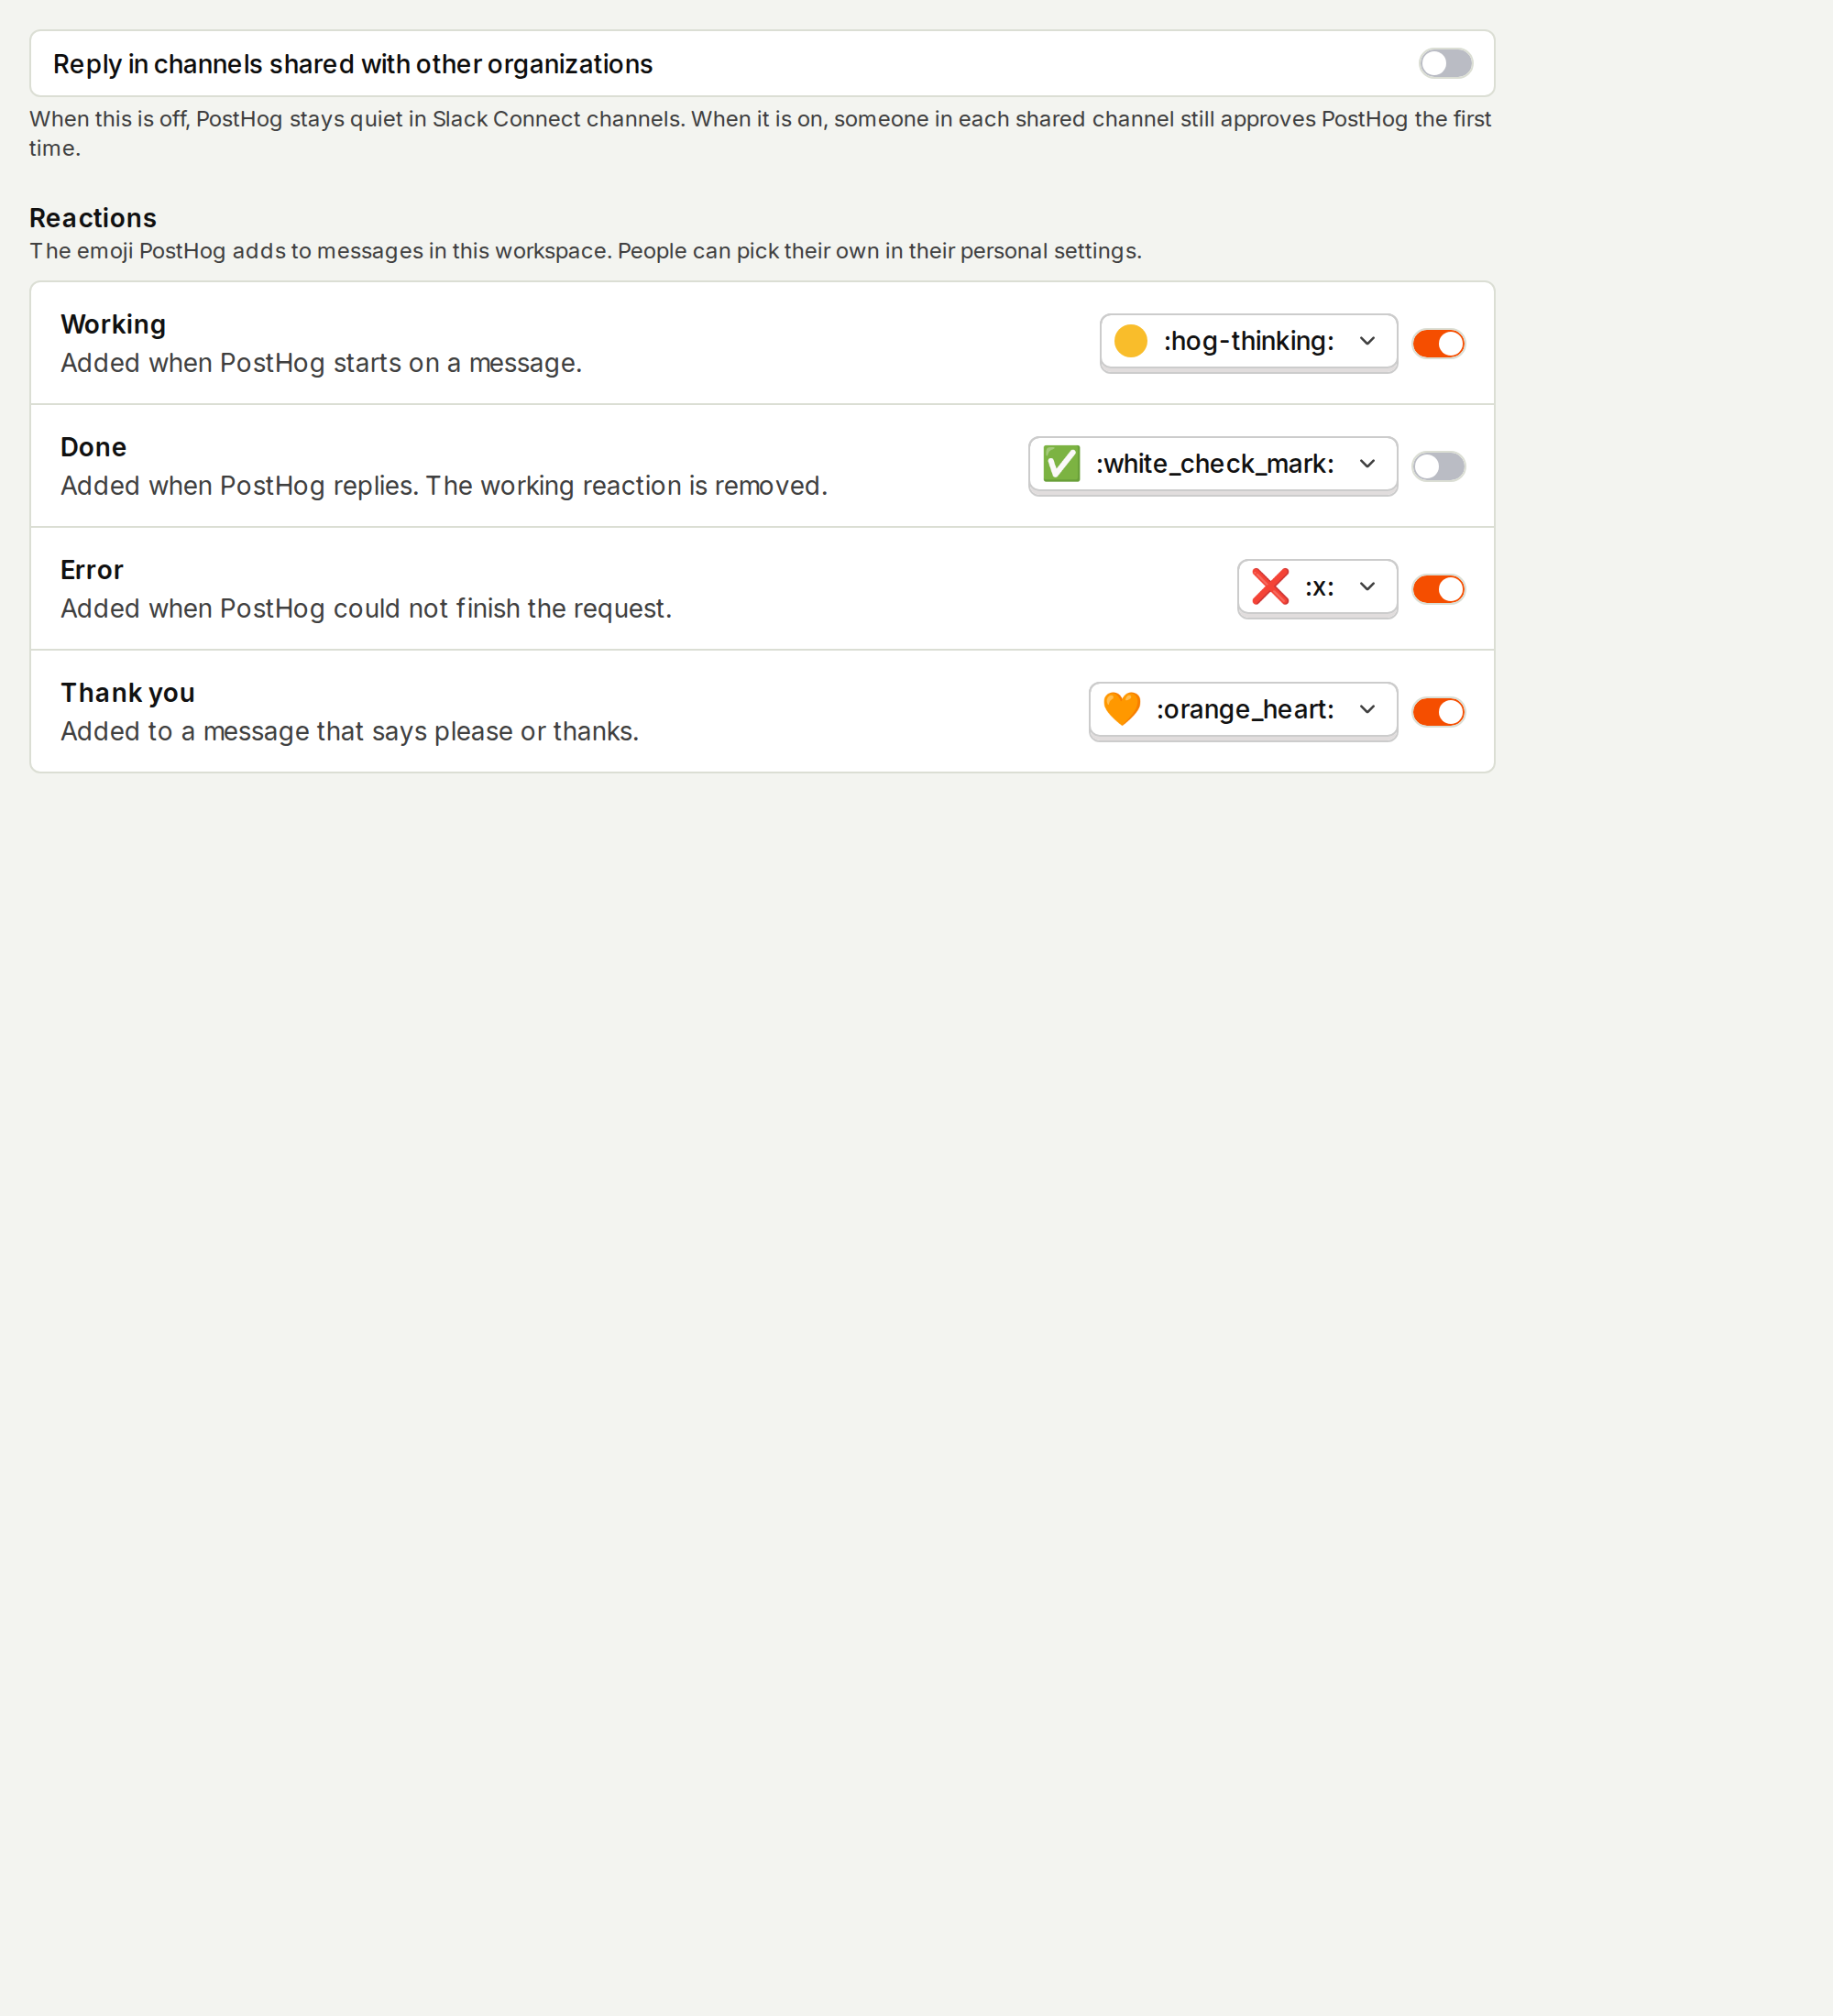 Reply in channels shared with other organizations
When this is off, PostHog stays quiet in Slack Connect channels. When it is on, someone in each shared channel still approves PostHog the first
time.
Reactions
The emoji PostHog adds to messages in this workspace. People can pick their own in their personal settings.
Working
Added when PostHog starts on a message.
:hog-thinking:
Done
Added when PostHog replies. The working reaction is removed.
:white_check_mark:
Error
Added when PostHog could not finish the request.
:x:
Thank you
Added to a message that says please or thanks.
:orange_heart: